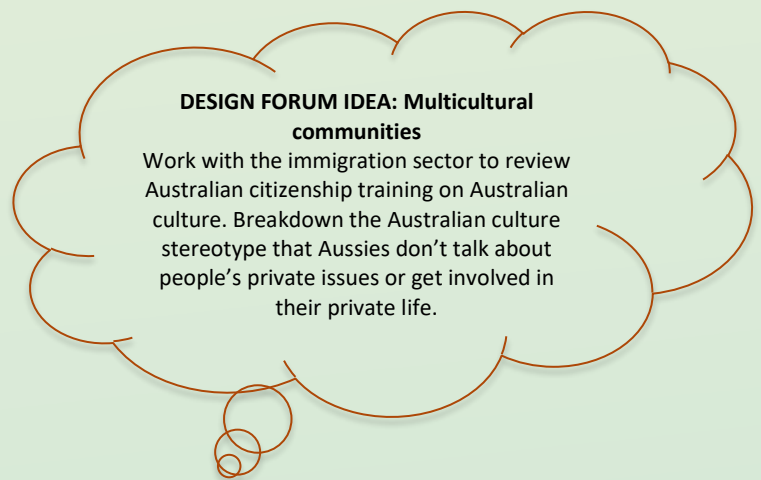 DESIGN FORUM IDEA: Multicultural
communities
Work with the immigration sector to review
Australian citizenship training on Australian
culture. Breakdown the Australian culture
stereotype that Aussies don’t talk about
people’s private issues or get involved in
their private life.